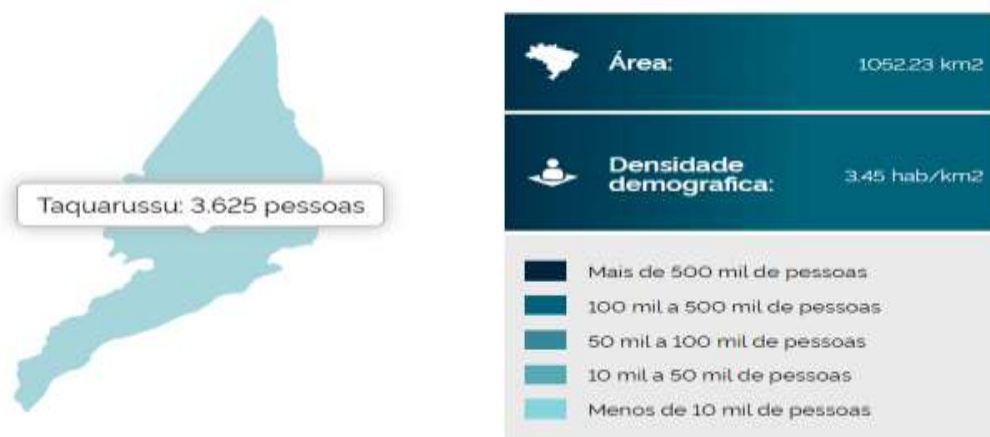 Taquarussu: 3.625 pessoas
Área: 1052.23 km2
Densidade
demografica: 3.45 hab/km2
Mais de 500 mil de pessoas
100 mil a 500 mil de pessoas
50 mil a 100 mil de pessoas
10 mil a 50 mil de pessoas
Menos de 10 mil de pessoas